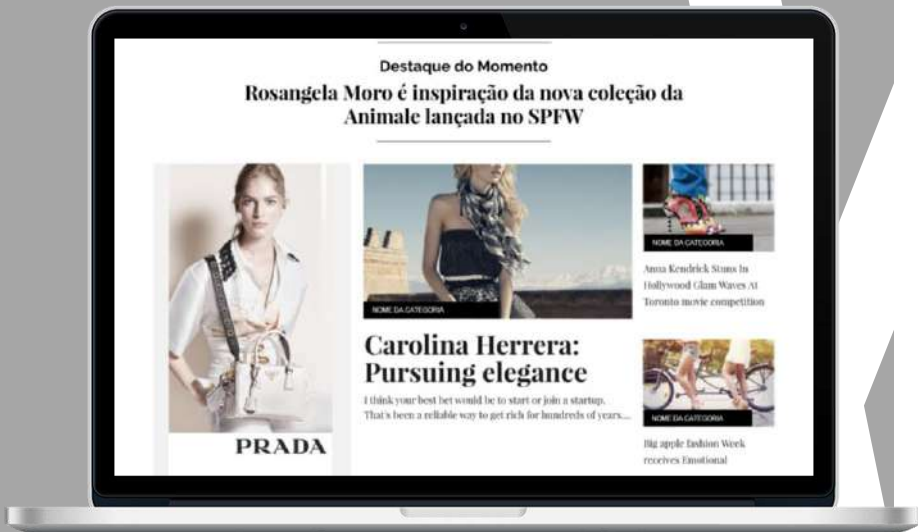 Destaque do Momento
Rosangela Moro é inspiração da nova coleção da
Animale lançada no SPFW
PRADA
NOME DA CATEGORIA
Carolina Herrera:
Pursuing elegance
I think your best bet would be to start or join a startup.
That's been a reliable way to get rich for hundreds of years...
NOME DA CATEGORIA
Anna Kendrick Stuns In
Hollywood Glam Waves At
Toronto movie competition
NOME DA CATEGORIA
Big apple fashion Week
receives Emotional